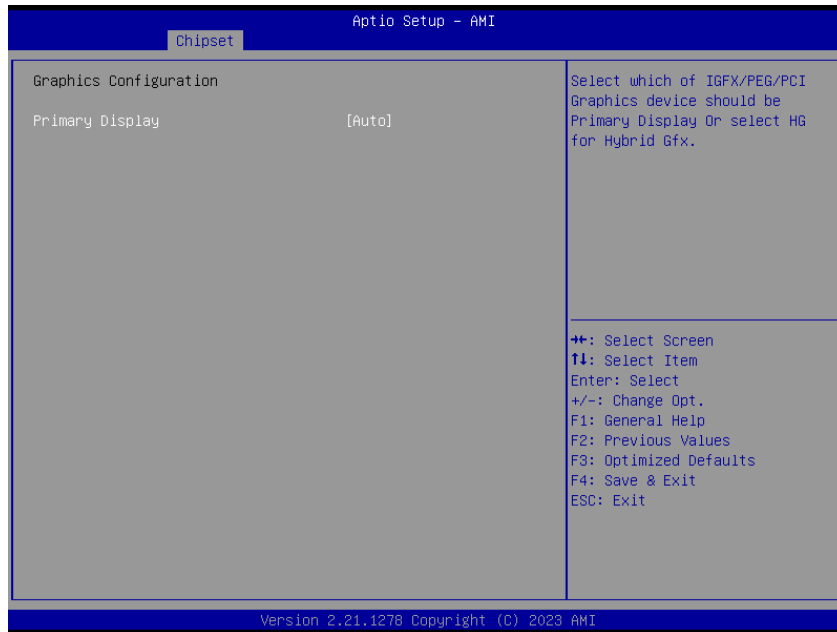 Aptio Setup - AMI
Chipset
Graphics Configuration
Primary Display [Auto]
Select which of IGFX/PEG/PCI
Graphics device should be
Primary Display Or select HG
for Hybrid Gfx.
→←: Select Screen
↑↓: Select Item
Enter: Select
+/-: Change Opt.
F1: General Help
F2: Previous Values
F3: Optimized Defaults
F4: Save & Exit
ESC: Exit
Version 2.21.1278 Copyright (C) 2023 AMI